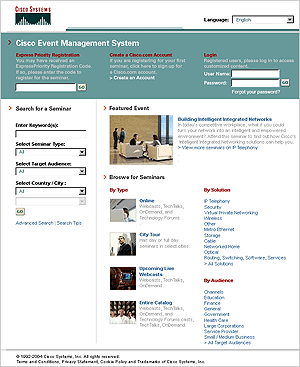 CISCO SYSTEMS
Language: English
Cisco Event Management System
Express Priority Registration
You may have received an
ExpressPriority Registration Code.
If so, please enter the code
to register for the seminar.
GO
Create a Cisco.com Account
If you are registering for your
first seminar, click here to sign up
for a Cisco.com account.
> Create an Account
Login
Registered users, please log in to access
customized content.
User Name:
Password:
GO
Forgot your password?
Search for a Seminar
Enter Keyword(s):
Select Seminar Type:
All
Select Target Audience:
All
Select Country / City :
All
GO
Advanced Search | Search Tips
Featured Event
Building Intelligent Integrated Networks
In today's competitive workplace, what if you could
turn your network into an intelligent and empowered
environment? Attend this seminar to find out how Cisco's
Intelligent Integrated Networking solutions can help you.
> View more seminars on IP Telephony
Browse for Seminars
By Type
Online
Webcasts, TechTalks,
OnDemand, and
Technology Forums
City Tour
Half day or full day
seminars in select cities.
Upcoming Live
Webcasts
Webcasts, TechTalks,
OnDemand
Entire Catalog
Technology Forums casts,
TechTalks, OnDemand.
By Solution
IP Telephony
Security
Virtual Private Networking
Wireless
Other
Metro Ethernet
Storage
Cable
Networked Home
Optical
Routing, Switching, Software, Services
> All Solutions
By Audience
Channels
Education
Finance
General
Government
Health Care
Large Corporations
Service Provider
Small / Medium Business
> All Target Audiences
© 1992-2004 Cisco Systems, Inc. All rights reserved.
Terms and Conditions, Privacy Statement, Cookie Policy and Trademarks of Cisco Systems, Inc.